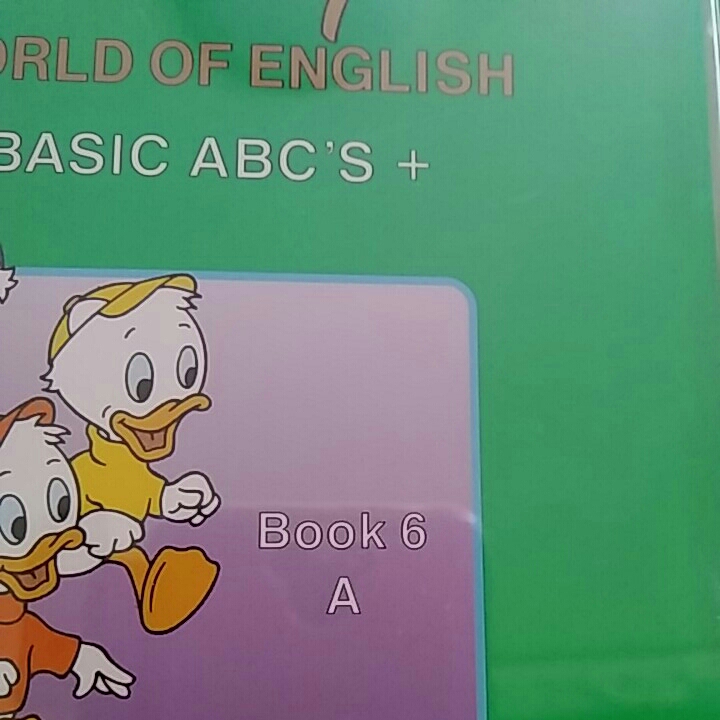 ORLD OF ENGLISH
BASIC ABC'S +
Book 6
A